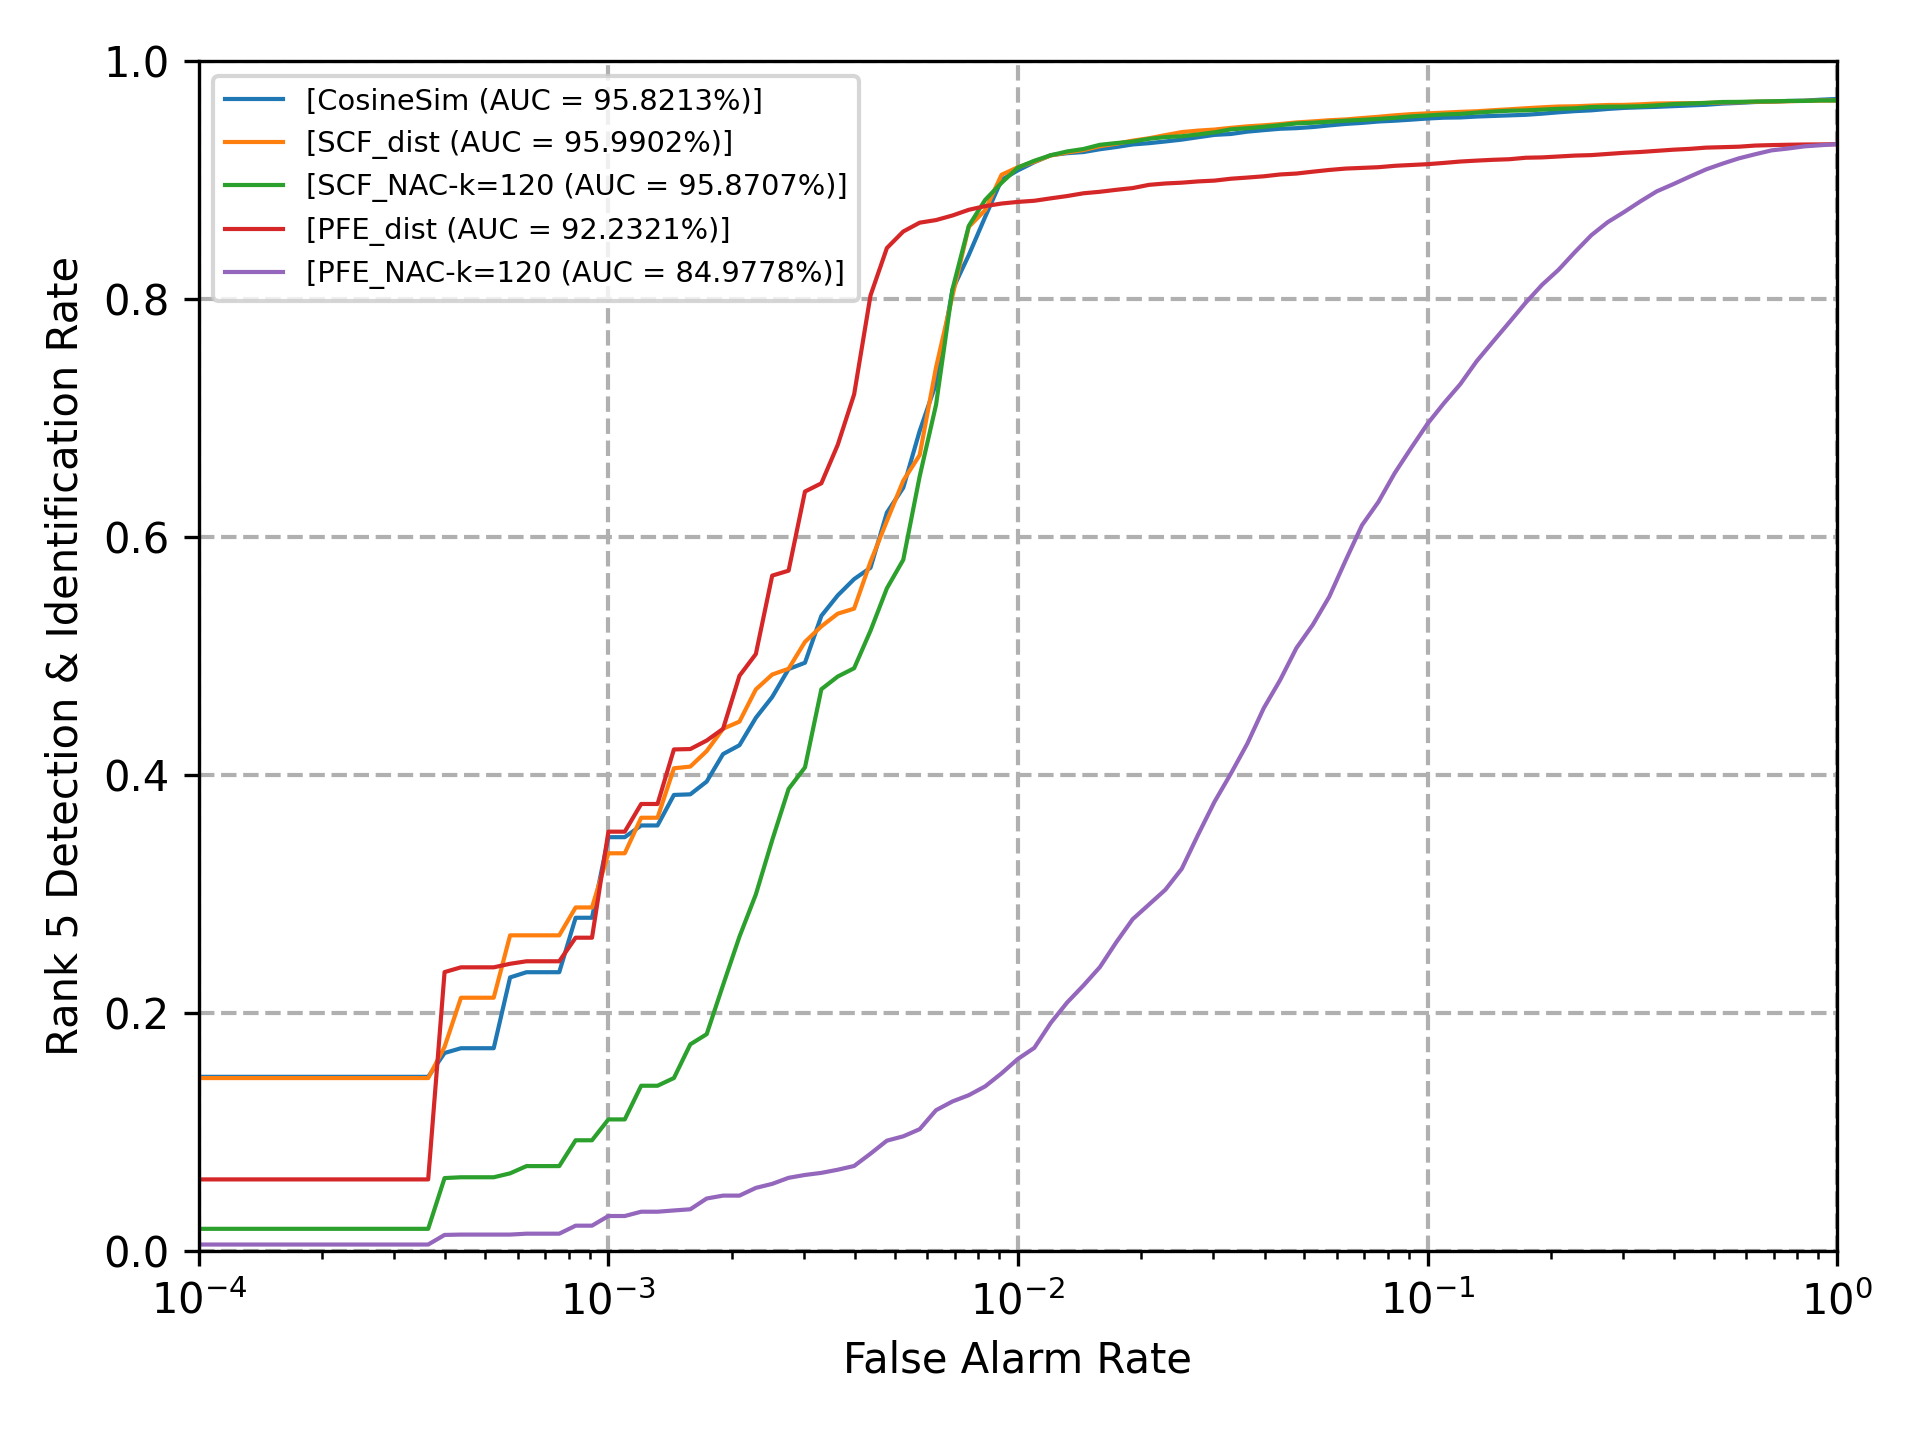 1.0
[CosineSim (AUC = 95.8213%)]
[SCF_dist (AUC = 95.9902%)]
[SCF_NAC-k=120 (AUC = 95.8707%)]
[PFE_dist (AUC = 92.2321%)]
[PFE_NAC-k=120 (AUC = 84.9778%)]
0.8
0.6
0.4
0.2
0.0
Rank 5 Detection & Identification Rate
10⁻⁴ 10⁻³ 10⁻² 10⁻¹ 10⁰
False Alarm Rate